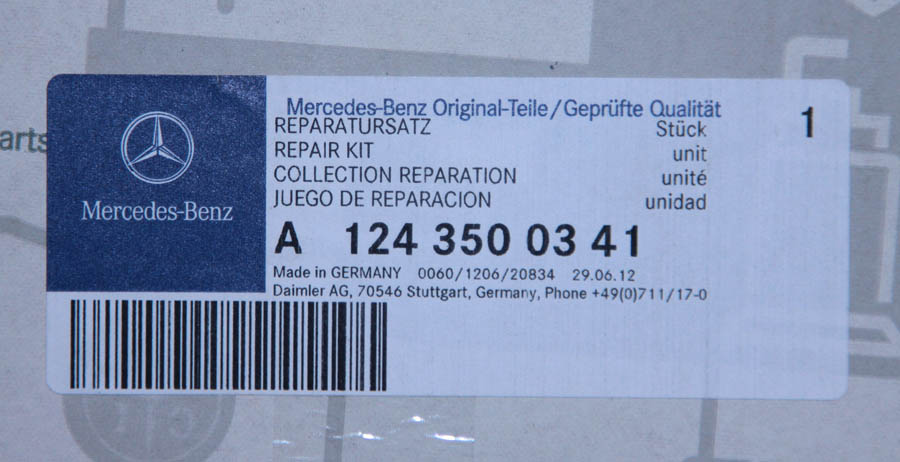 Mercedes-Benz Original-Teile/Geprüfte Qualität
REPARATURSATZ Stück 1
REPAIR KIT unit
COLLECTION REPARATION unité
JUEGO DE REPARACION unidad
Mercedes-Benz
A 124 350 03 41
Made in GERMANY 0060/1206/20834 29.06.12
Daimler AG, 70546 Stuttgart, Germany, Phone +49(0)711/17-0
arts